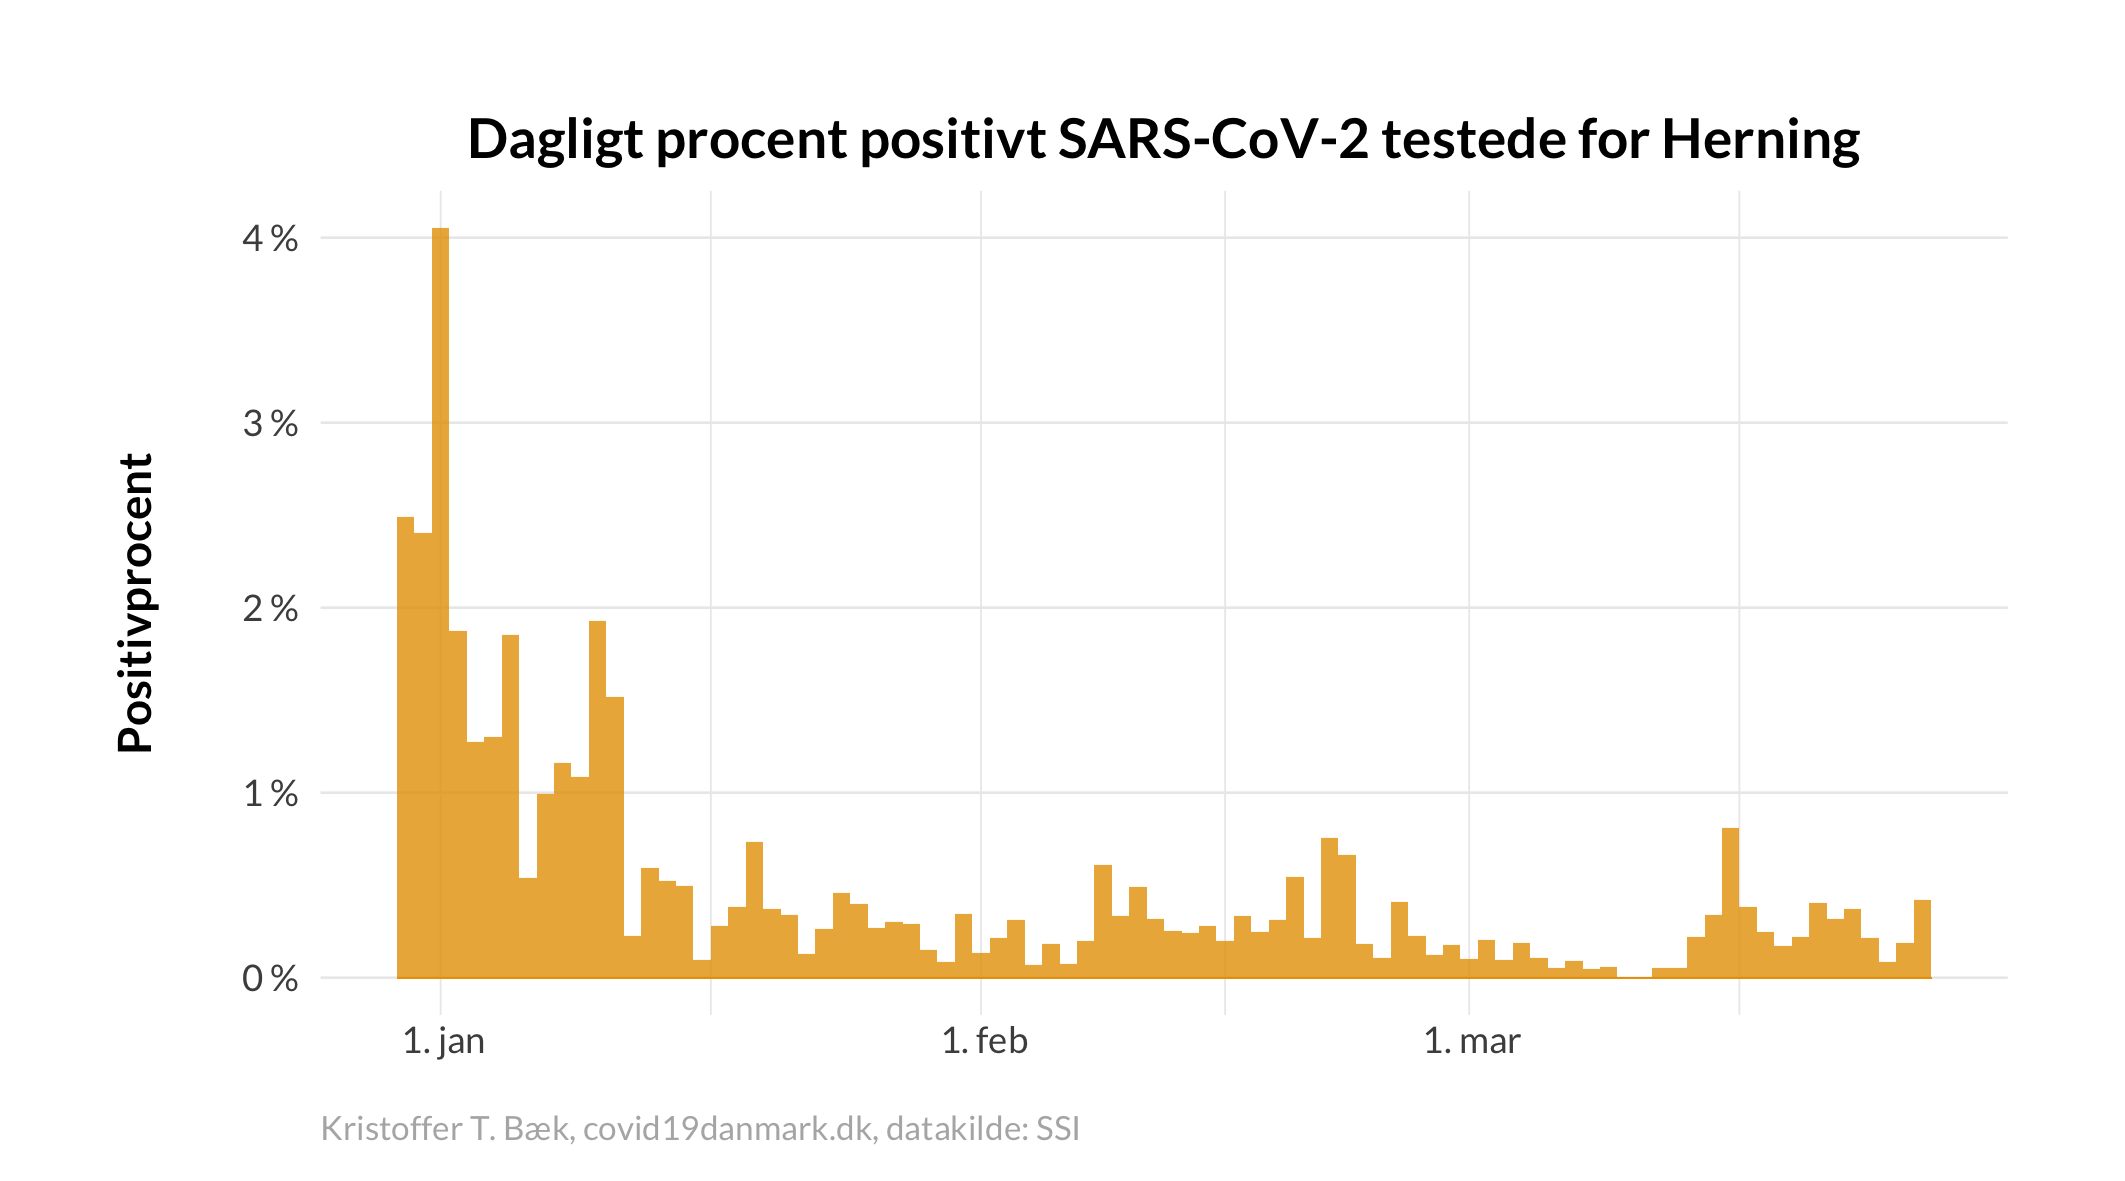 Dagligt procent positivt SARS-CoV-2 testede for Herning
Positivprocent
4 %
3 %
2 %
1 %
0 %
1. jan
1. feb
1. mar
Kristoffer T. Bæk, covid19danmark.dk, datakilde: SSI